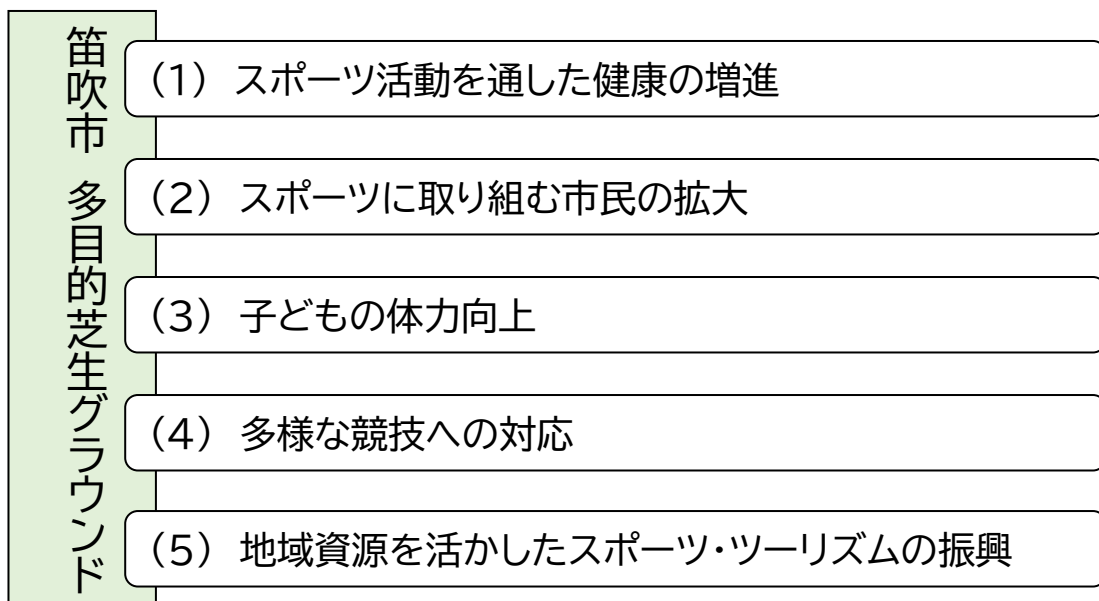 笛吹市 多目的芝生グラウンド
(1) スポーツ活動を通した健康の増進
(2) スポーツに取り組む市民の拡大
(3) 子どもの体力向上
(4) 多様な競技への対応
(5) 地域資源を活かしたスポーツ・ツーリズムの振興